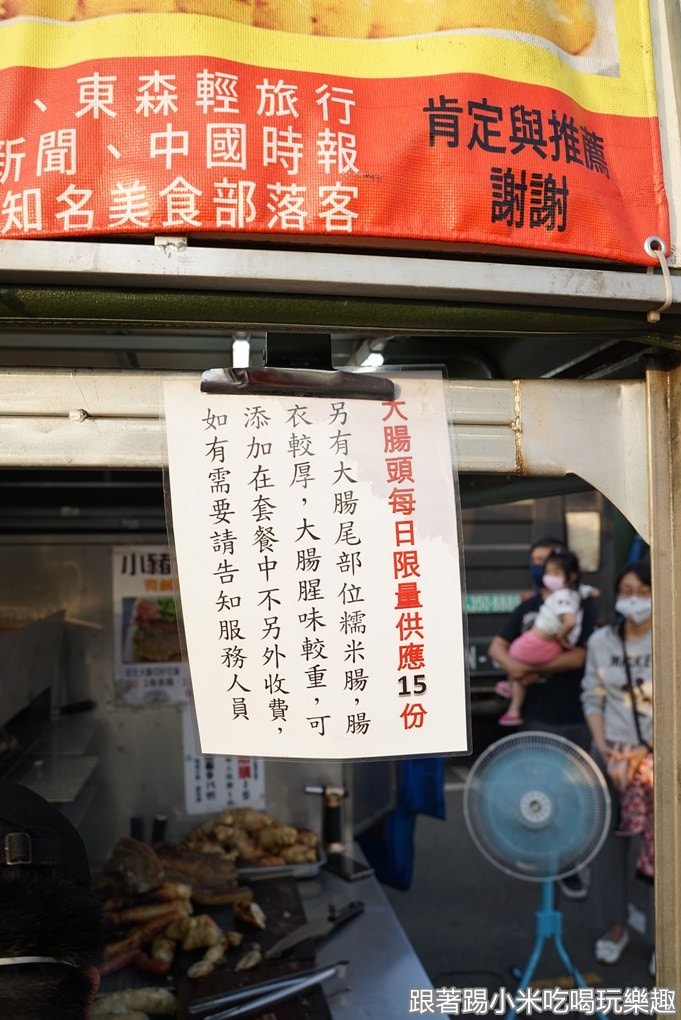 、東森輕旅行
新聞、中國時報
知名美食部落客
肯定與推薦
謝謝
大腸頭每日限量供應15份
另有大腸尾部位糯米腸，腸
衣較厚，大腸腥味較重，可
添加在套餐中不另外收費，
如有需要請告知服務人員
小豬
跟著踢小米吃喝玩樂趣